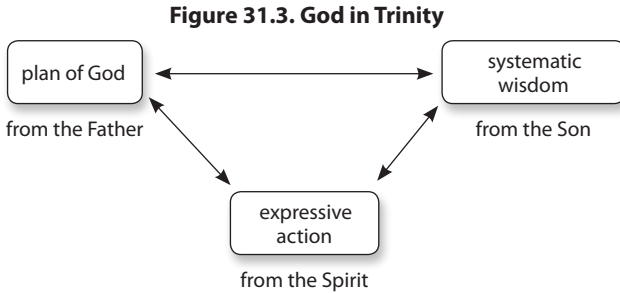 Figure 31.3. God in Trinity
plan of God
systematic
wisdom
from the Father
from the Son
expressive
action
from the Spirit